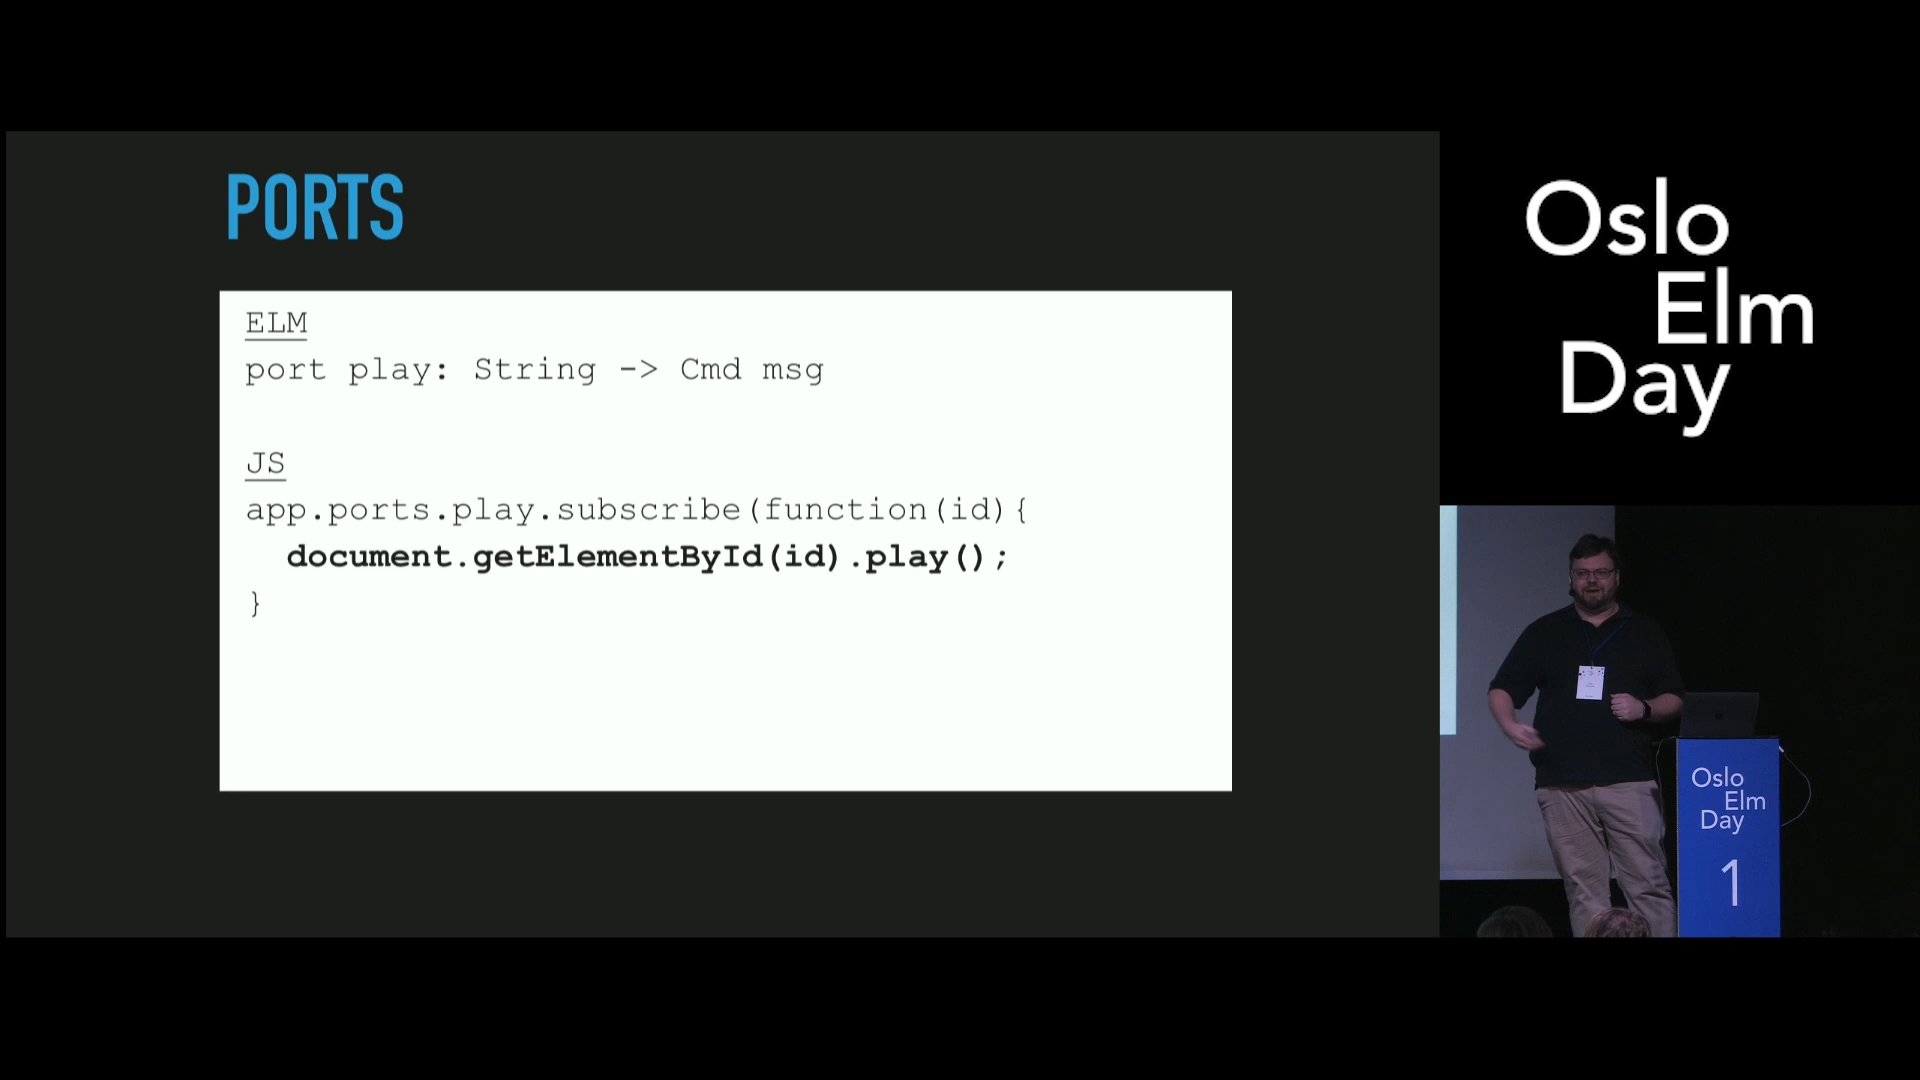 PORTS
ELM
port play: String -> Cmd msg
JS
app.ports.play.subscribe(function(id){
document.getElementById(id).play();
}
Oslo
Elm
Day
Oslo
Elm
Day
1